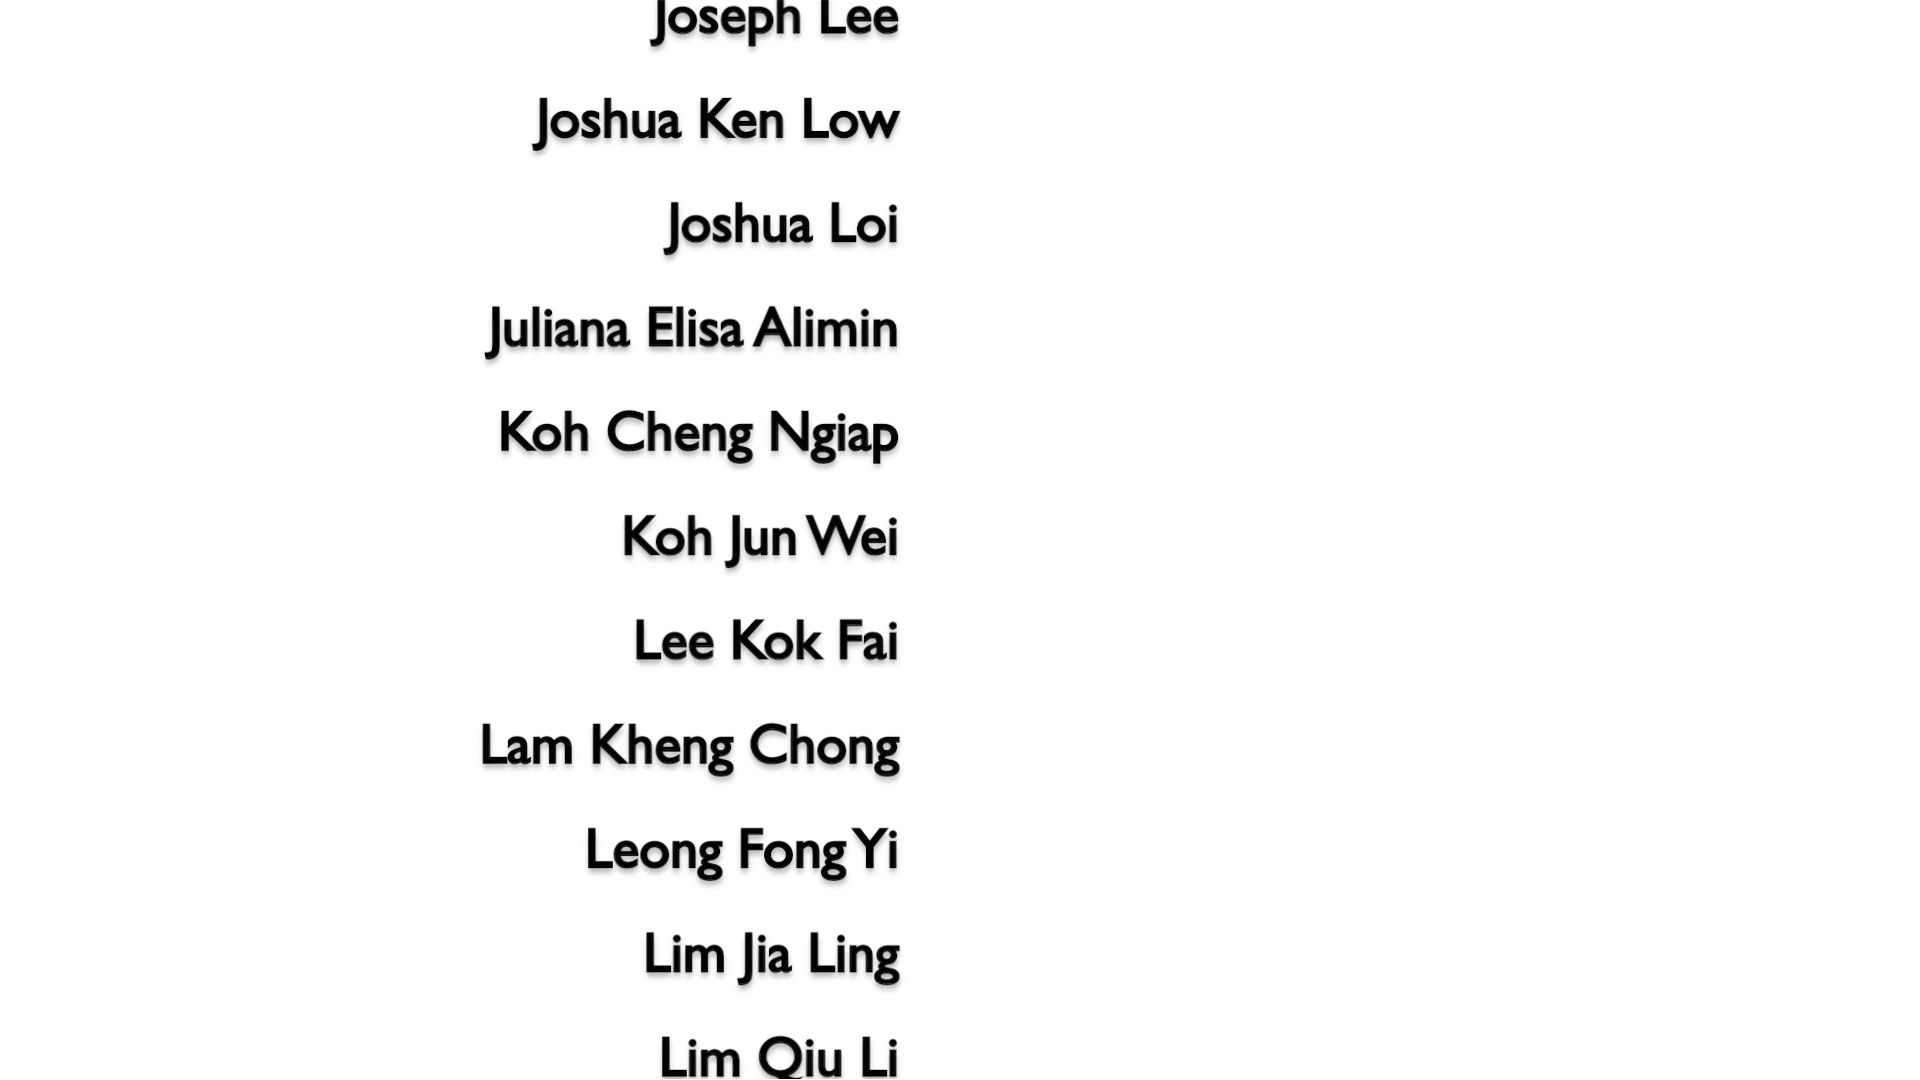 Joseph Lee
Joshua Ken Low
Joshua Loi
Juliana Elisa Alimin
Koh Cheng Ngiap
Koh Jun Wei
Lee Kok Fai
Lam Kheng Chong
Leong Fong Yi
Lim Jia Ling
Lim Qiu Li